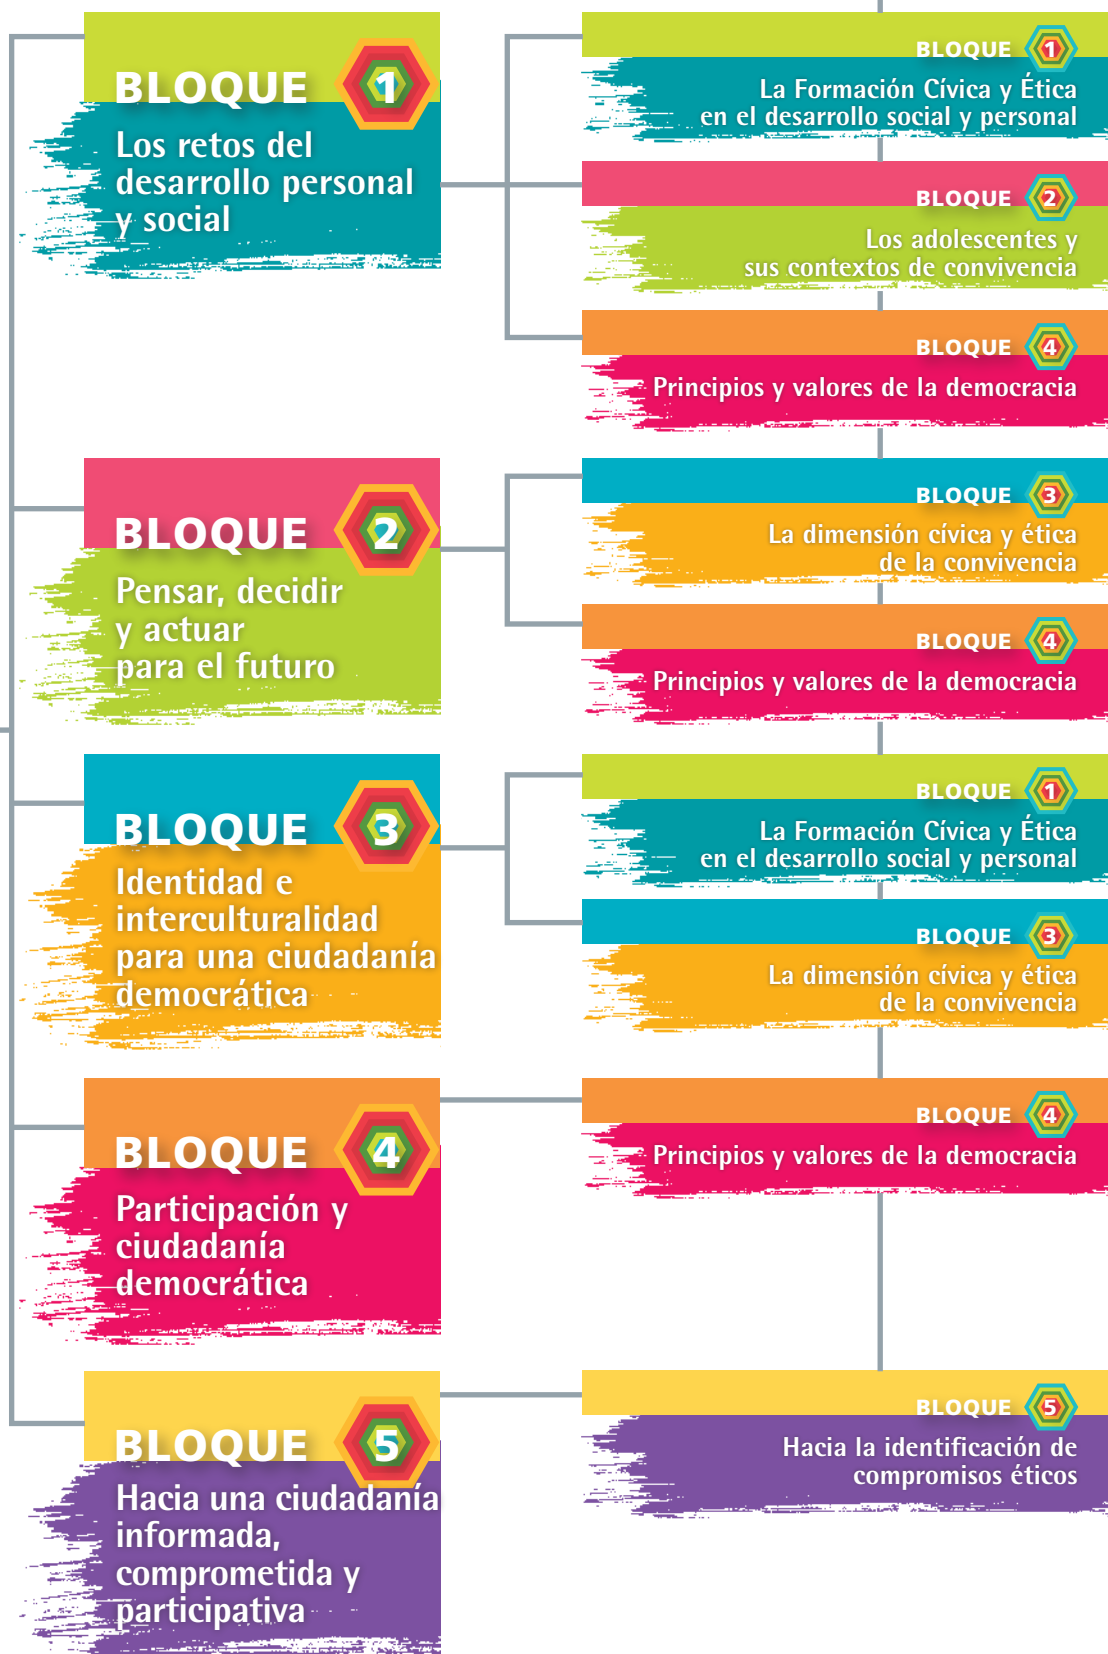 BLOQUE 1
Los retos del
desarrollo personal
y social
BLOQUE 1
La Formación Cívica y Ética
en el desarrollo social y personal
BLOQUE 2
Los adolescentes y
sus contextos de convivencia
BLOQUE 4
Principios y valores de la democracia
BLOQUE 2
Pensar, decidir
y actuar
para el futuro
BLOQUE 3
La dimensión cívica y ética
de la convivencia
BLOQUE 4
Principios y valores de la democracia
BLOQUE 3
Identidad e
interculturalidad
para una ciudadanía
democrática
BLOQUE 1
La Formación Cívica y Ética
en el desarrollo social y personal
BLOQUE 3
La dimensión cívica y ética
de la convivencia
BLOQUE 4
Participación y
ciudadanía
democrática
BLOQUE 4
Principios y valores de la democracia
BLOQUE 5
Hacia una ciudadanía
informada,
comprometida y
participativa
BLOQUE 5
Hacia la identificación de
compromisos éticos